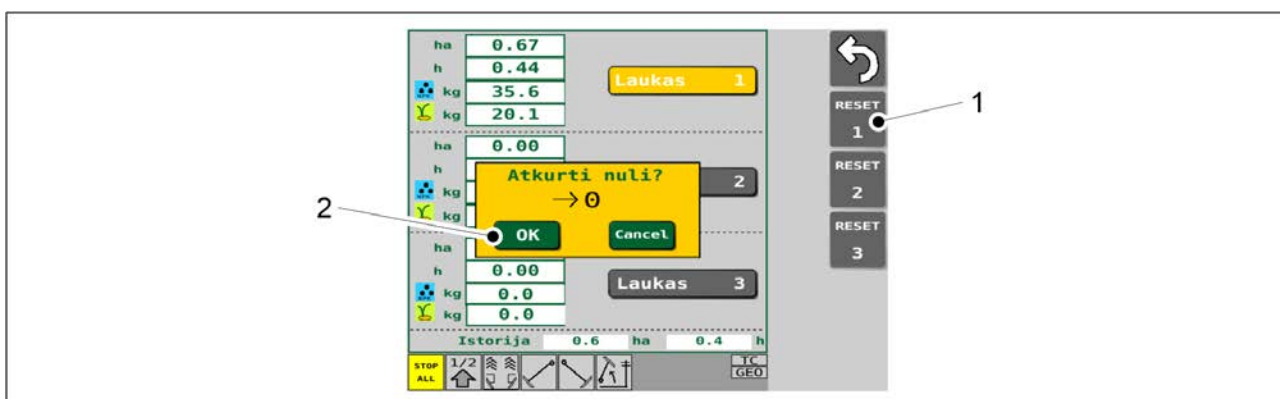 ha 0.67
h 0.44
kg 35.6
kg 20.1
Laukas 1
ha 0.00
h
kg
kg
2
Atkurti nuli?
→0
OK Cancel
ha
h 0.00
kg 0.0
kg 0.0
Laukas 3
Istorija 0.6 ha 0.4 h
STOP ALL
1/2
TC
GEO
RESET
1
RESET
2
RESET
3
1
2